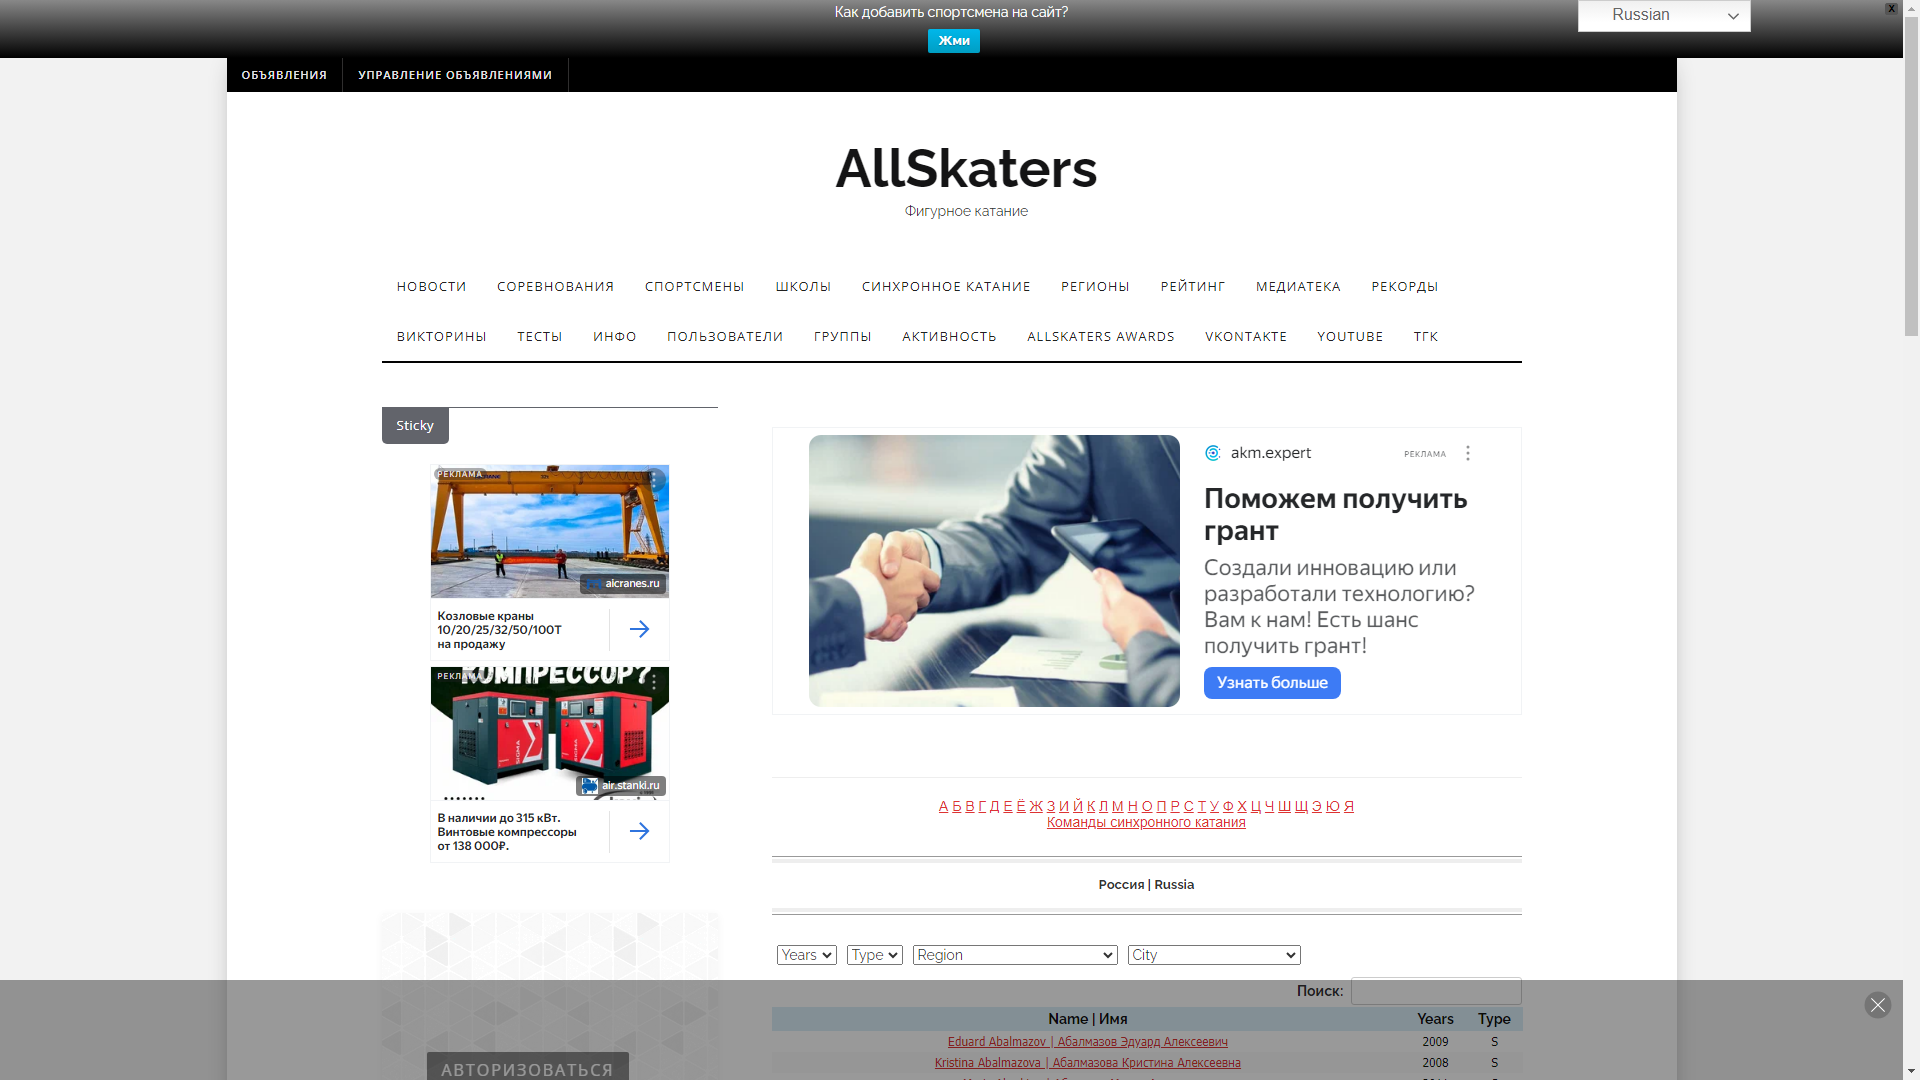 Как добавить спортсмена на сайт?
Жми
Russian
X
ОБЪЯВЛЕНИЯ
УПРАВЛЕНИЕ ОБЪЯВЛЕНИЯМИ
AllSkaters
Фигурное катание
НОВОСТИ СОРЕВНОВАНИЯ СПОРТСМЕНЫ ШКОЛЫ СИНХРОННОЕ КАТАНИЕ РЕГИОНЫ РЕЙТИНГ МЕДИАТЕКА РЕКОРДЫ
ВИКТОРИНЫ ТЕСТЫ ИНФО ПОЛЬЗОВАТЕЛИ ГРУППЫ АКТИВНОСТЬ ALLSKATERS AWARDS VKONTAKTE YOUTUBE ТГК
Sticky
РЕКЛАМА
aicranes.ru
Козловые краны
10/20/25/32/50/100Т
на продажу
РЕКЛАМА
КОМПРЕССОР?
SIGMA
air.stanki.ru
В наличии до 315 кВт.
Винтовые компрессоры
от 138 000₽.
АВТОРИЗОВАТЬСЯ
akm.expert
РЕКЛАМА
Поможем получить
грант
Создали инновацию или
разработали технологию?
Вам к нам! Есть шанс
получить грант!
Узнать больше
А Б В Г Д Е Ё Ж З И Й К Л М Н О П Р С Т У Ф Х Ц Ч Ш Щ Э Ю Я
Команды синхронного катания
Россия | Russia
Years Type Region City
Поиск:
Name | Имя Years Type
Eduard Abalmazov | Абалмазов Эдуард Алексеевич 2009 S
Kristina Abalmazova | Абалмазова Кристина Алексеевна 2008 S